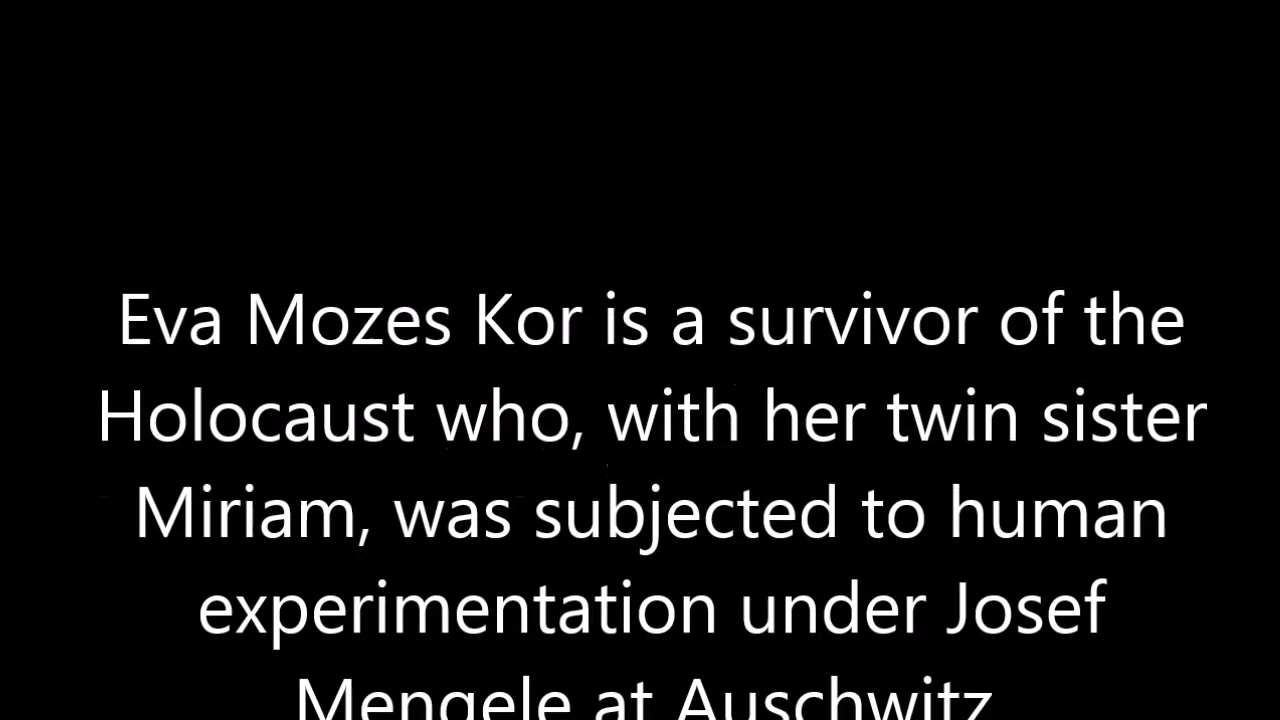 Eva Mozes Kor is a survivor of the
Holocaust who, with her twin sister
Miriam, was subjected to human
experimentation under Josef
Mengele at Auschwitz